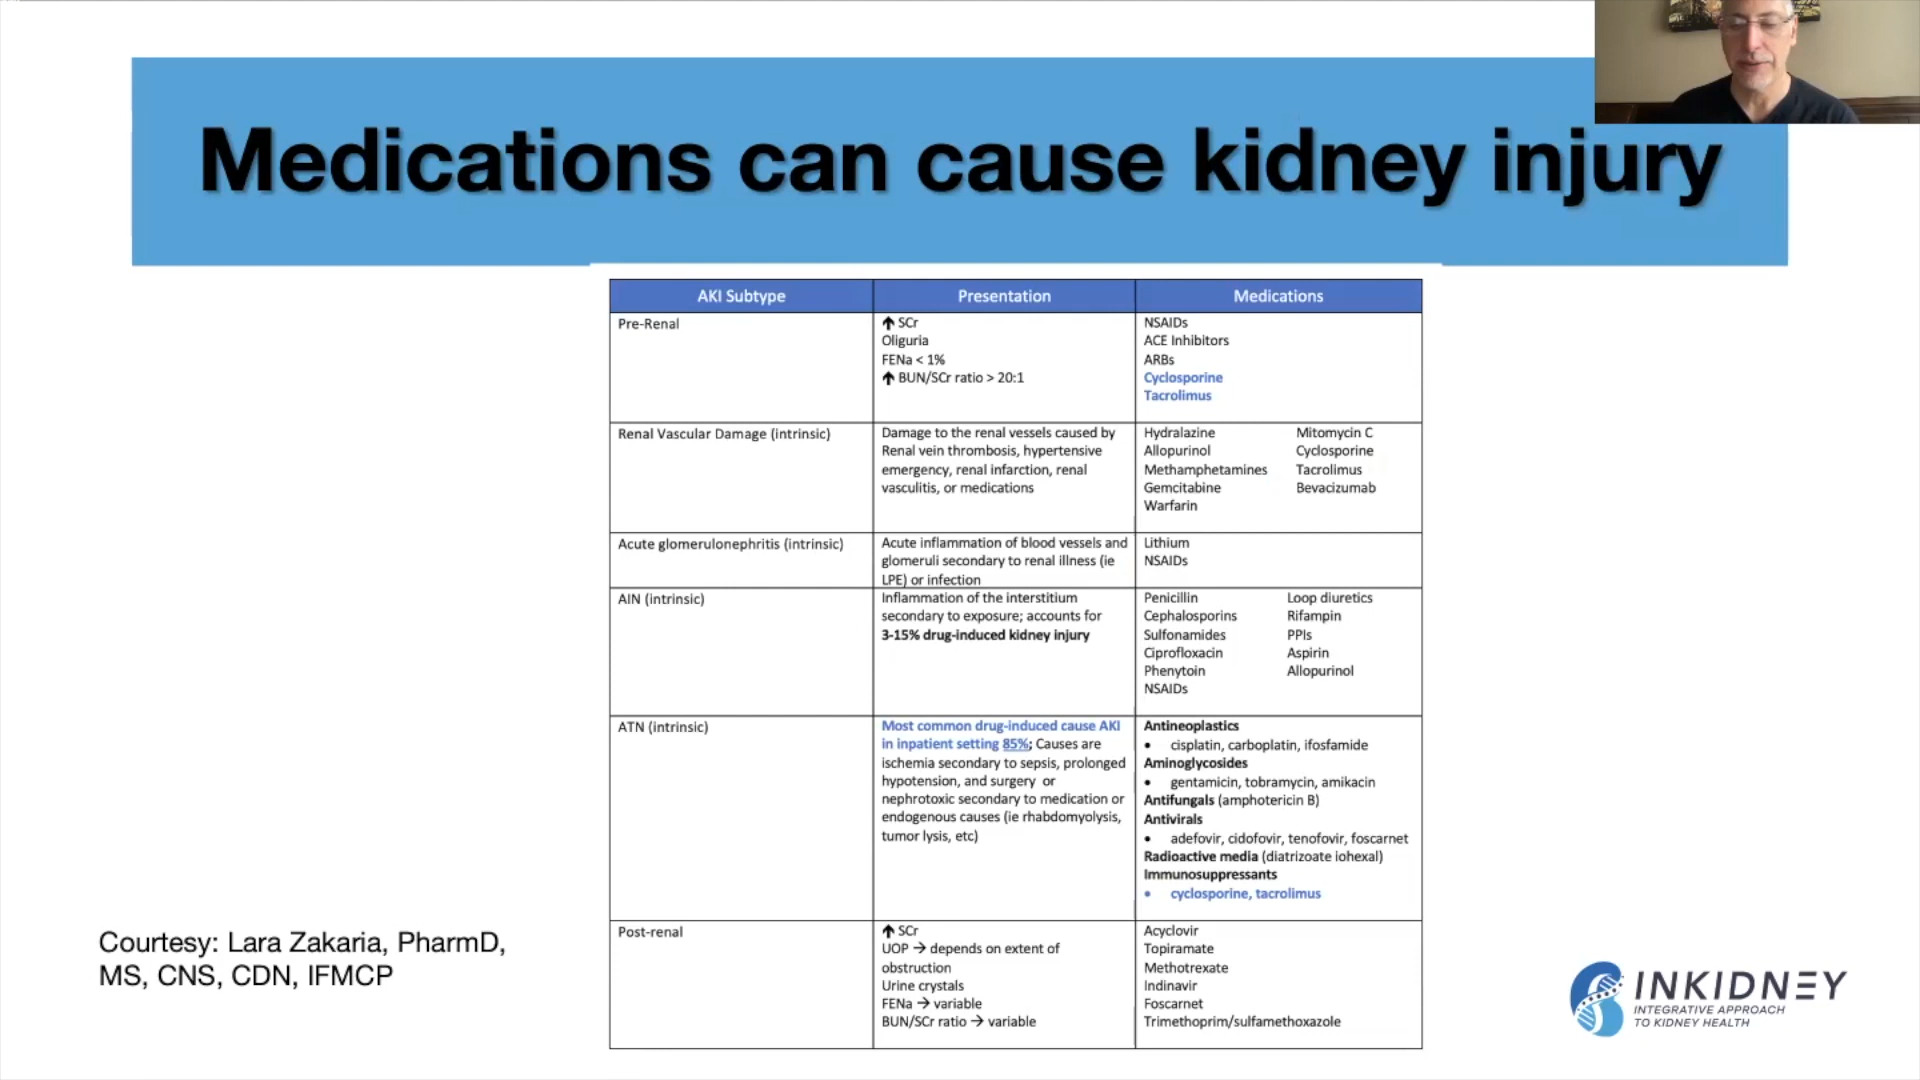 Medications can cause kidney injury
AKI Subtype
Presentation
Medications
Pre-Renal
↑ SCr
Oliguria
FENa < 1%
↑ BUN/SCr ratio > 20:1
NSAIDs
ACE Inhibitors
ARBs
Cyclosporine
Tacrolimus
Renal Vascular Damage (intrinsic)
Damage to the renal vessels caused by
Renal vein thrombosis, hypertensive
emergency, renal infarction, renal
vasculitis, or medications
Hydralazine
Allopurinol
Methamphetamines
Gemcitabine
Warfarin
Mitomycin C
Cyclosporine
Tacrolimus
Bevacizumab
Acute glomerulonephritis (intrinsic)
Acute inflammation of blood vessels and
glomeruli secondary to renal illness (ie
LPE) or infection
Lithium
NSAIDs
AIN (intrinsic)
Inflammation of the interstitium
secondary to exposure; accounts for
3-15% drug-induced kidney injury
Penicillin
Cephalosporins
Sulfonamides
Ciprofloxacin
Phenytoin
NSAIDs
Loop diuretics
Rifampin
PPIs
Aspirin
Allopurinol
ATN (intrinsic)
Most common drug-induced cause AKI
in inpatient setting 85%; Causes are
ischemia secondary to sepsis, prolonged
hypotension, and surgery or
nephrotoxic secondary to medication or
endogenous causes (ie rhabdomyolysis,
tumor lysis, etc)
Antineoplastics
• cisplatin, carboplatin, ifosfamide
Aminoglycosides
• gentamicin, tobramycin, amikacin
Antifungals (amphotericin B)
Antivirals
• adefovir, cidofovir, tenofovir, foscarnet
Radioactive media (diatrizoate iohexal)
Immunosuppressants
• cyclosporine, tacrolimus
Post-renal
↑ SCr
UOP → depends on extent of
obstruction
Urine crystals
FENa → variable
BUN/SCr ratio → variable
Acyclovir
Topiramate
Methotrexate
Indinavir
Foscarnet
Trimethoprim/sulfamethoxazole
Courtesy: Lara Zakaria, PharmD,
MS, CNS, CDN, IFMCP
INKIDNEY
INTEGRATIVE APPROACH
TO KIDNEY HEALTH